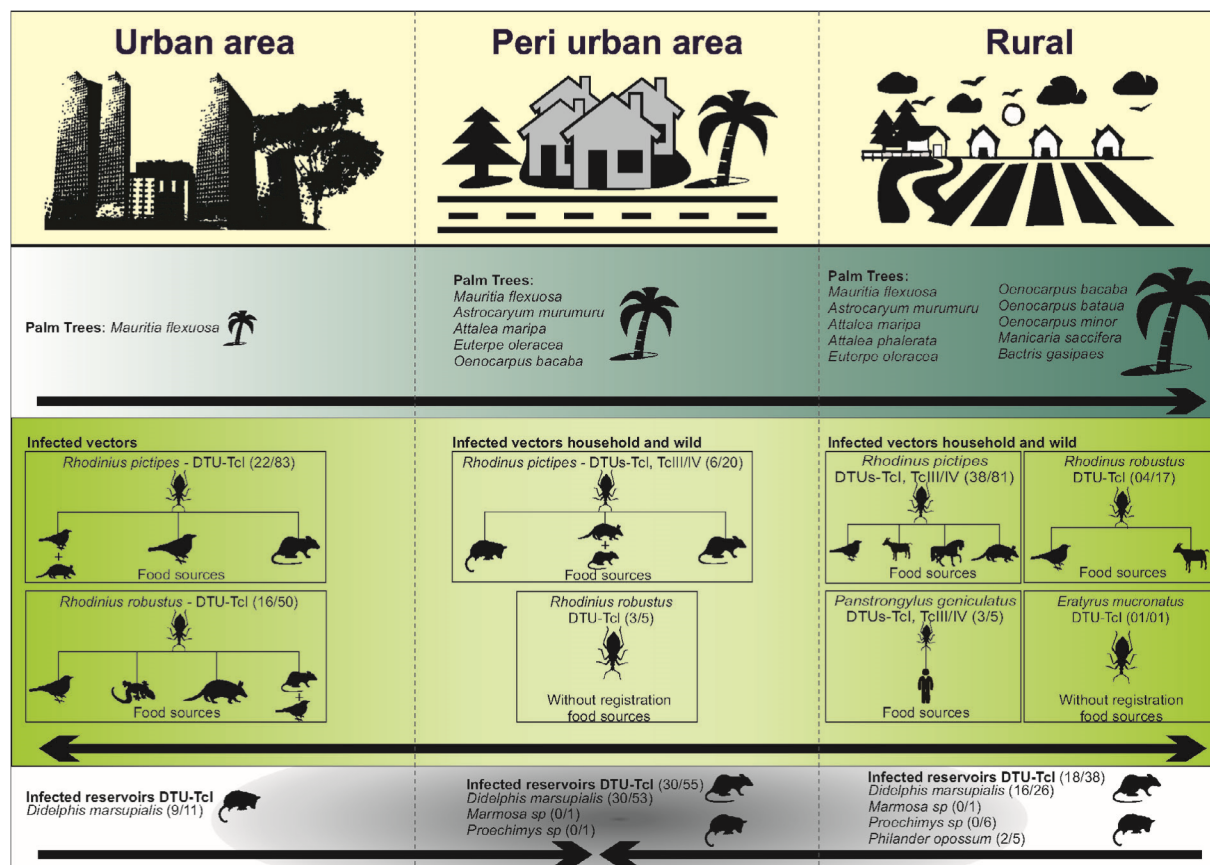 Urban area
Peri urban area
Rural
Palm Trees: Mauritia flexuosa
Palm Trees:
Mauritia flexuosa
Astrocaryum murumuru
Attalea maripa
Euterpe oleracea
Oenocarpus bacaba
Palm Trees:
Mauritia flexuosa
Astrocaryum murumuru
Attalea maripa
Attalea phalerata
Euterpe oleracea
Oenocarpus bacaba
Oenocarpus bataua
Oenocarpus minor
Manicaria saccifera
Bactris gasipaes
Infected vectors
Rhodinius pictipes - DTU-TcI (22/83)
+
Food sources
Rhodinius robustus - DTU-TcI (16/50)
+
Food sources
Infected vectors household and wild
Rhodinius pictipes - DTUs-TcI, TcIII/IV (6/20)
+
Food sources
Rhodinius robustus
DTU-TcI (3/5)
Without registration
food sources
Infected vectors household and wild
Rhodinus pictipes
DTUs-TcI, TcIII/IV (38/81)
Food sources
Rhodinius robustus
DTU-TcI (04/17)
Food sources
Panstrongylus geniculatus
DTUs-TcI, TcIII/IV (3/5)
Food sources
Eratyrus mucronatus
DTU-TcI (01/01)
Without registration
food sources
Infected reservoirs DTU-TcI
Didelphis marsupialis (9/11)
Infected reservoirs DTU-TcI (30/55)
Didelphis marsupialis (30/53)
Marmosa sp (0/1)
Proechimys sp (0/1)
Infected reservoirs DTU-TcI (18/38)
Didelphis marsupialis (16/26)
Marmosa sp (0/1)
Proechimys sp (0/6)
Philander opossum (2/5)